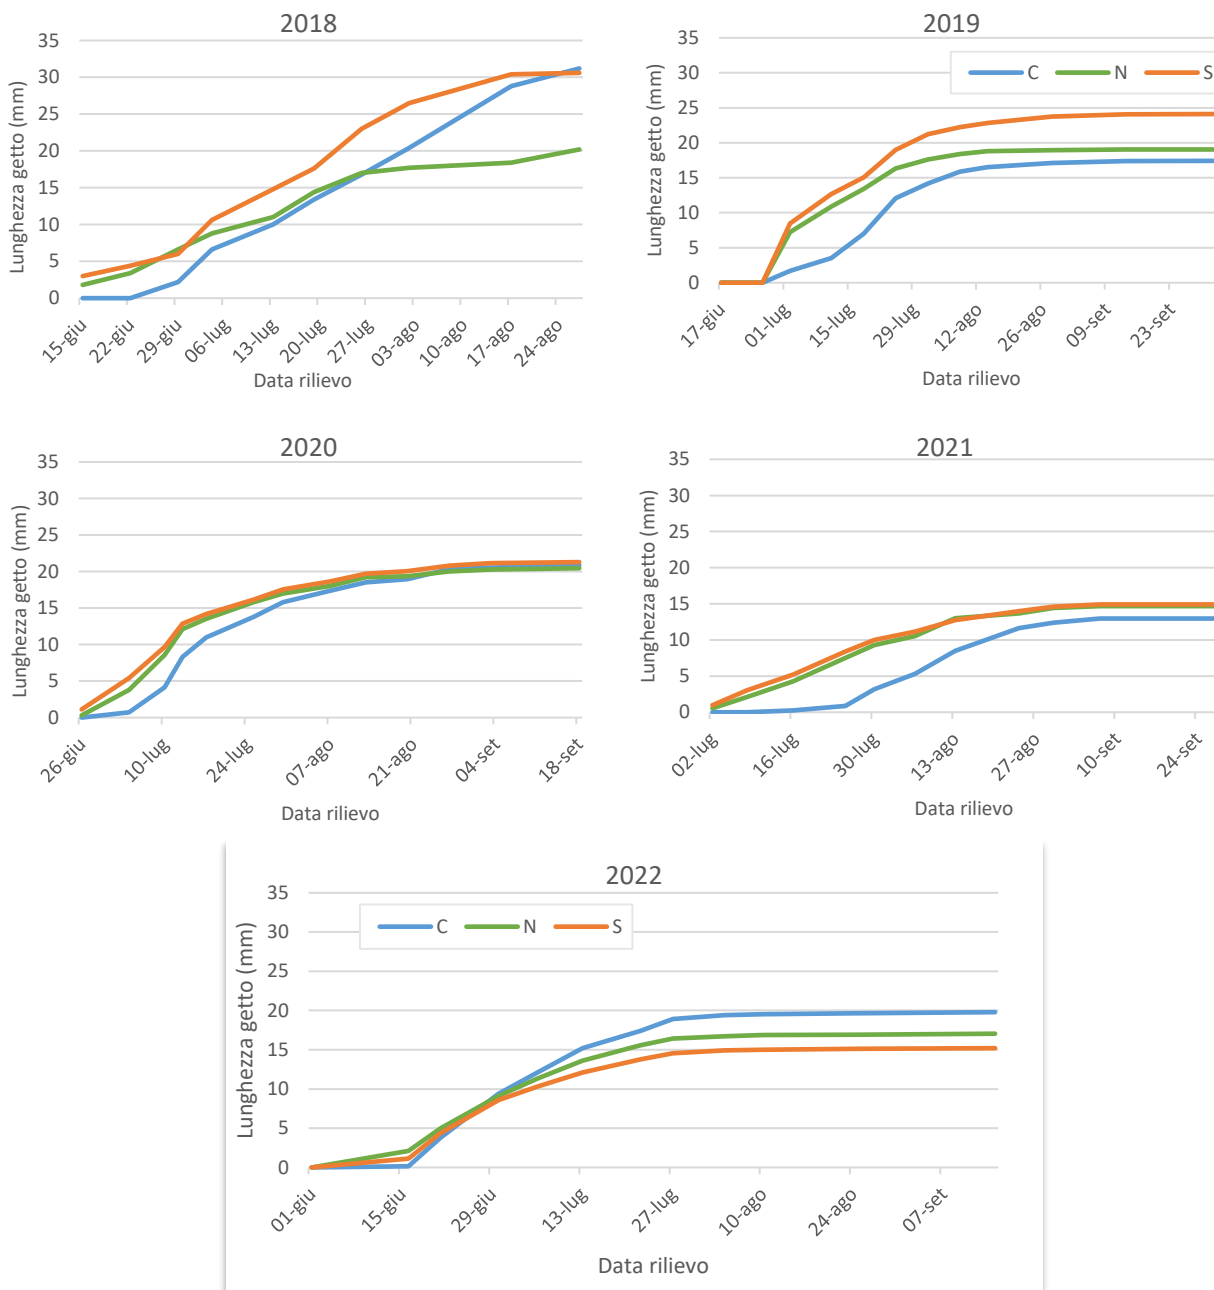 2018
Lunghezza getto (mm)
35
30
25
20
15
10
5
0
15-giu
22-giu
29-giu
06-lug
13-lug
20-lug
27-lug
03-ago
10-ago
17-ago
24-ago
Data rilievo
2019
C N S
Lunghezza getto (mm)
35
30
25
20
15
10
5
0
17-giu
01-lug
15-lug
29-lug
12-ago
26-ago
09-set
23-set
Data rilievo
2020
Lunghezza getto (mm)
35
30
25
20
15
10
5
0
26-giu
10-lug
24-lug
07-ago
21-ago
04-set
18-set
Data rilievo
2021
Lunghezza getto (mm)
35
30
25
20
15
10
5
0
02-lug
16-lug
30-lug
13-ago
27-ago
10-set
24-set
Data rilievo
2022
C N S
Lunghezza getto (mm)
35
30
25
20
15
10
5
0
01-giu
15-giu
29-giu
13-lug
27-lug
10-ago
24-ago
07-set
Data rilievo